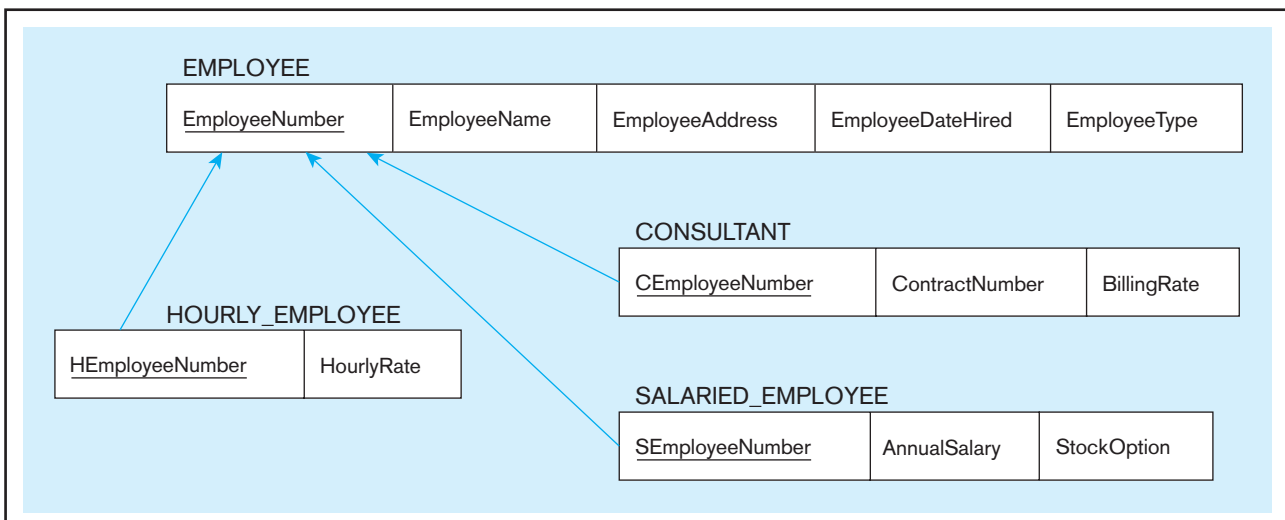 EMPLOYEE
EmployeeNumber EmployeeName EmployeeAddress EmployeeDateHired EmployeeType
CONSULTANT
CEmployeeNumber ContractNumber BillingRate
HOURLY_EMPLOYEE
HEmployeeNumber HourlyRate
SALARIED_EMPLOYEE
SEmployeeNumber AnnualSalary StockOption